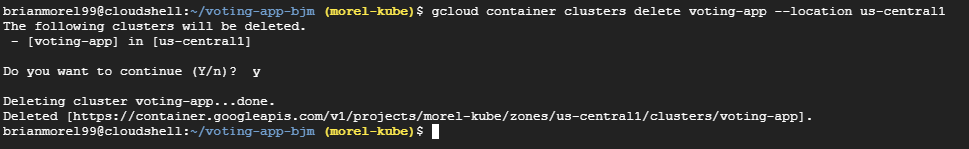 brianmorel99@cloudshell:~/voting-app-bjm (morel-kube)$ gcloud container clusters delete voting-app --location us-central1
The following clusters will be deleted.
 - [voting-app] in [us-central1]
Do you want to continue (Y/n)?  y
Deleting cluster voting-app...done.
Deleted [https://container.googleapis.com/v1/projects/morel-kube/zones/us-central1/clusters/voting-app].
brianmorel99@cloudshell:~/voting-app-bjm (morel-kube)$